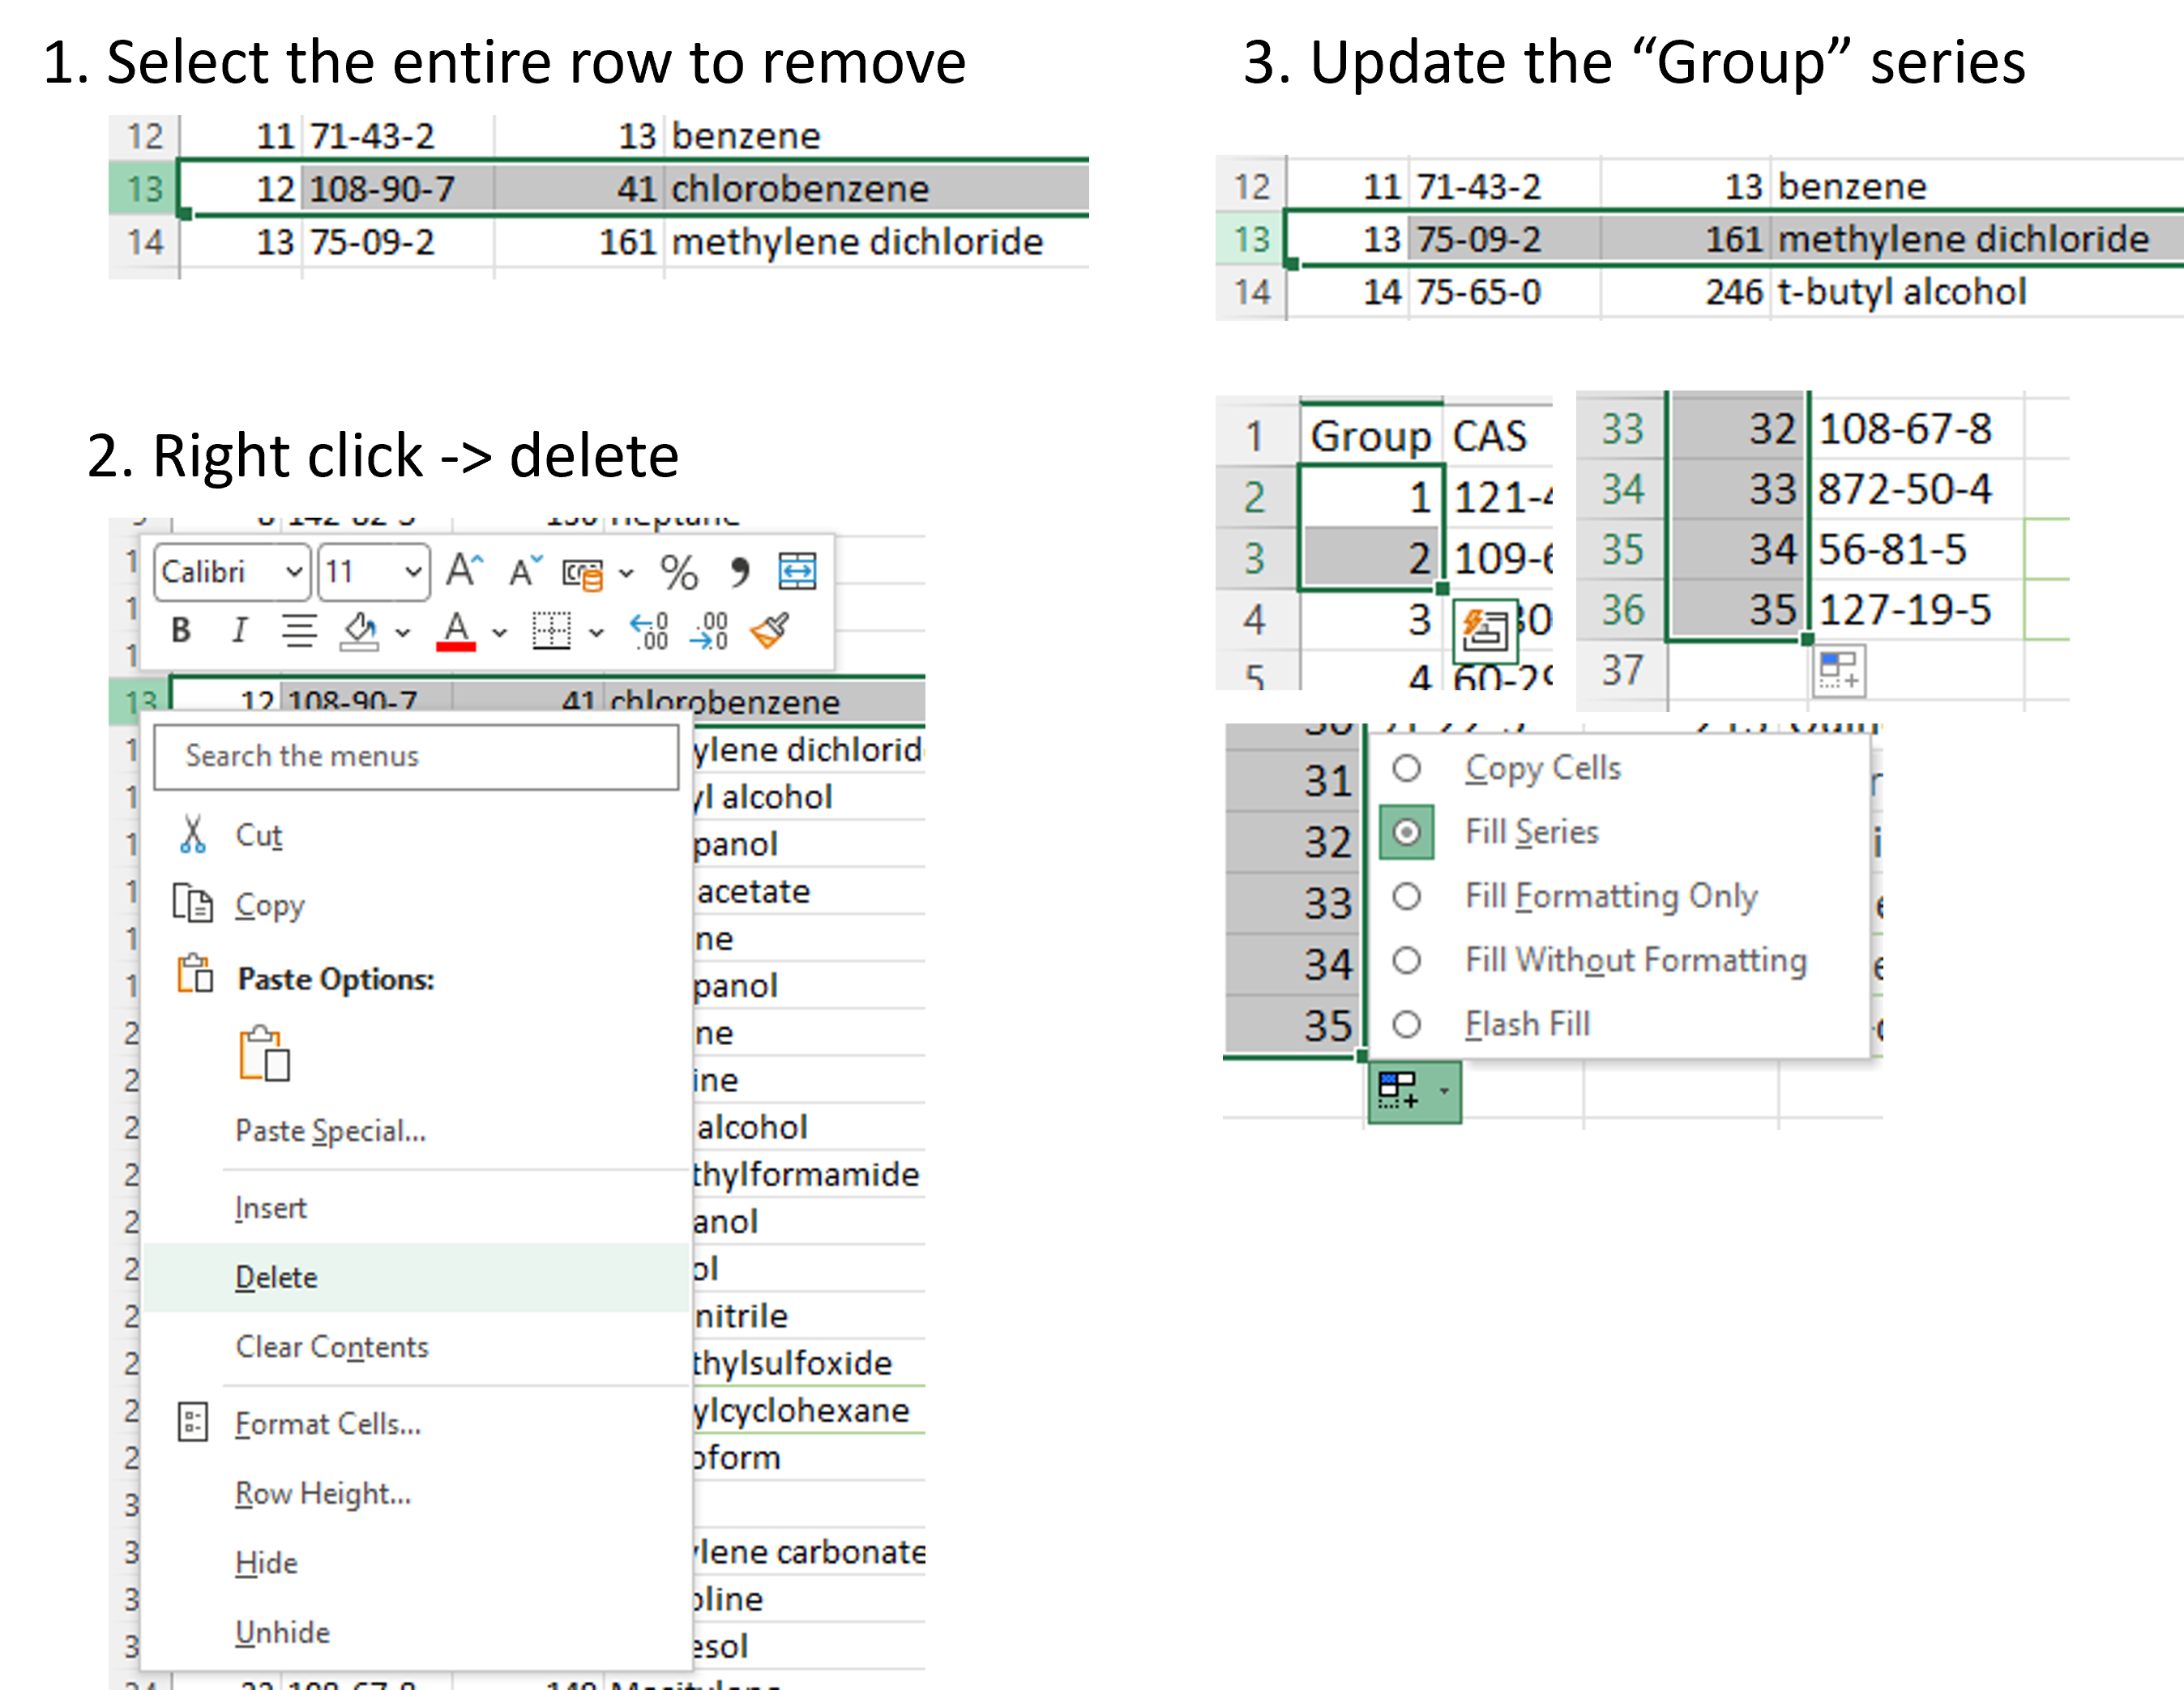 1. Select the entire row to remove
12 11 71-43-2 13 benzene
13 12 108-90-7 41 chlorobenzene
14 13 75-09-2 161 methylene dichloride
2. Right click -> delete
Calibri 11
B I A .00 .00
13 12 108-90-7 41 chlorobenzene
Search the menus
ylene dichlorid
Cut
yl alcohol
panol
Copy
acetate
ne
Paste Options:
panol
ne
ine
Paste Special...
alcohol
thylformamide
Insert
anol
Delete
ol
nitrile
Clear Contents
thylsulfoxide
Format Cells...
ylcyclohexane
oform
Row Height...
Hide
ylene carbonate
oline
Unhide
esol
3. Update the “Group” series
12 11 71-43-2 13 benzene
13 13 75-09-2 161 methylene dichloride
14 14 75-65-0 246 t-butyl alcohol
1 Group CAS
2 1 121-4
3 2 109-6
4 3
5 4 60-29
33 32 108-67-8
34 33 872-50-4
35 34 56-81-5
36 35 127-19-5
37
31 Copy Cells
32 Fill Series
33 Fill Formatting Only
34 Fill Without Formatting
35 Flash Fill